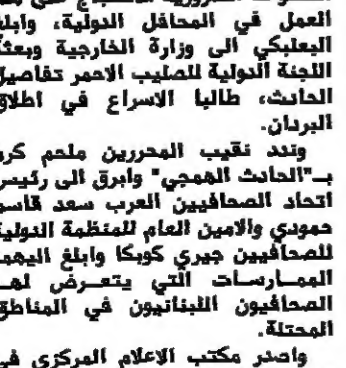 العمل في المحافل الدولية، وابلغ
البعلبكي الى وزارة الخارجية وبعثة
اللجنة الدولية للصليب الاحمر تفاصيل
الحادث، طالبا الاسراع في اطلاق
البردان.
وندد نقيب المحررين ملحم كرم
بـ"الحادث الهمجي" وابرق الى رئيس
اتحاد الصحافيين العرب سعد قاسم
حمودي والامين العام للمنظمة الدولية
للصحافيين جيري كوبكا وابلغ اليهما
الممارسات التي يتعرض لها
الصحافيون اللبنانيون في المناطق
المحتلة.
واصدر مكتب الاعلام المركزي في